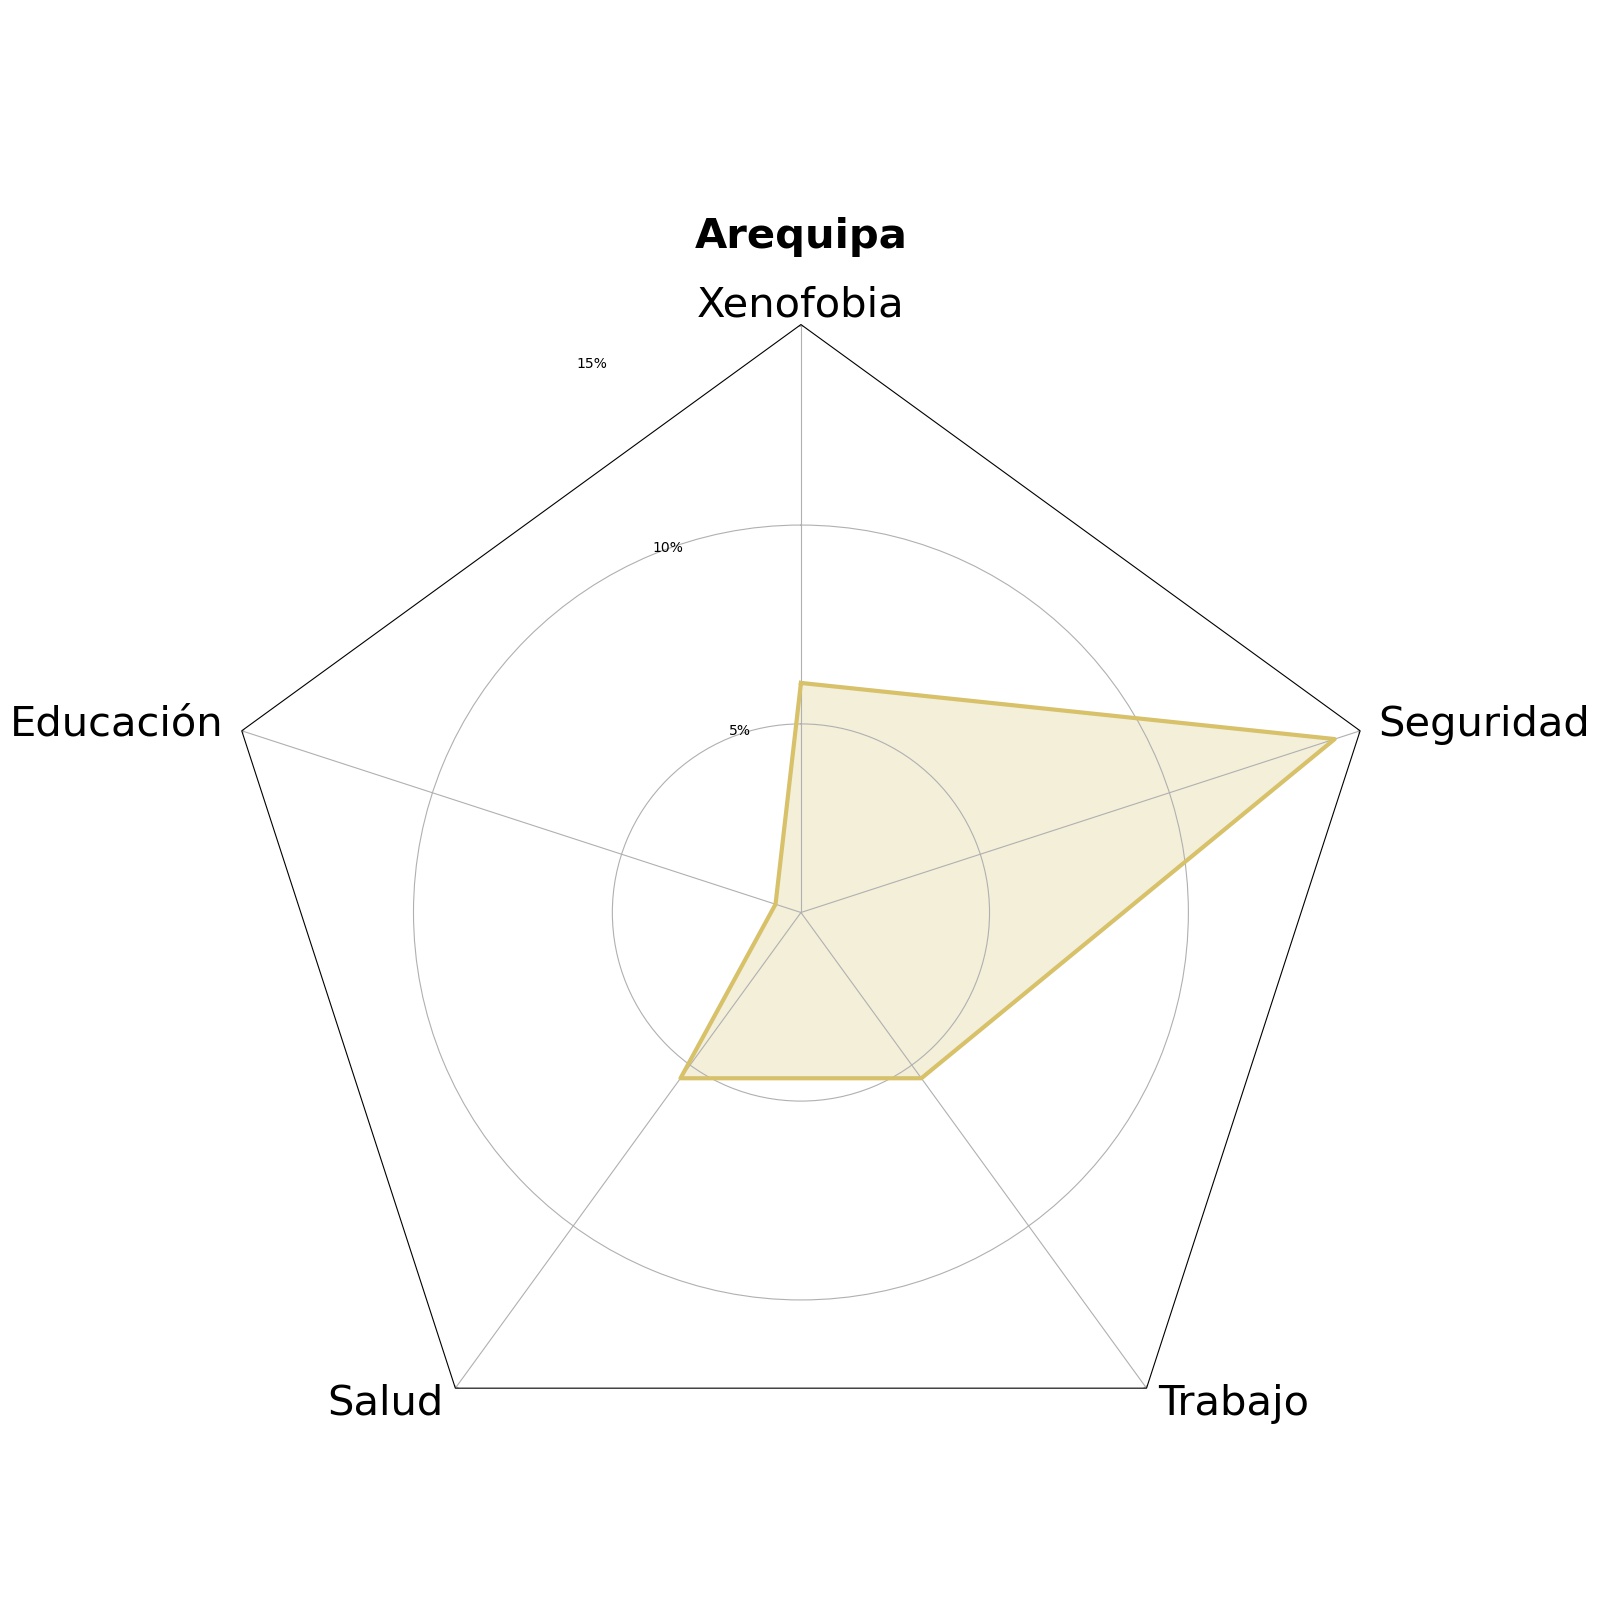 Arequipa
Xenofobia
15%
10%
5%
Educación
Seguridad
Salud
Trabajo